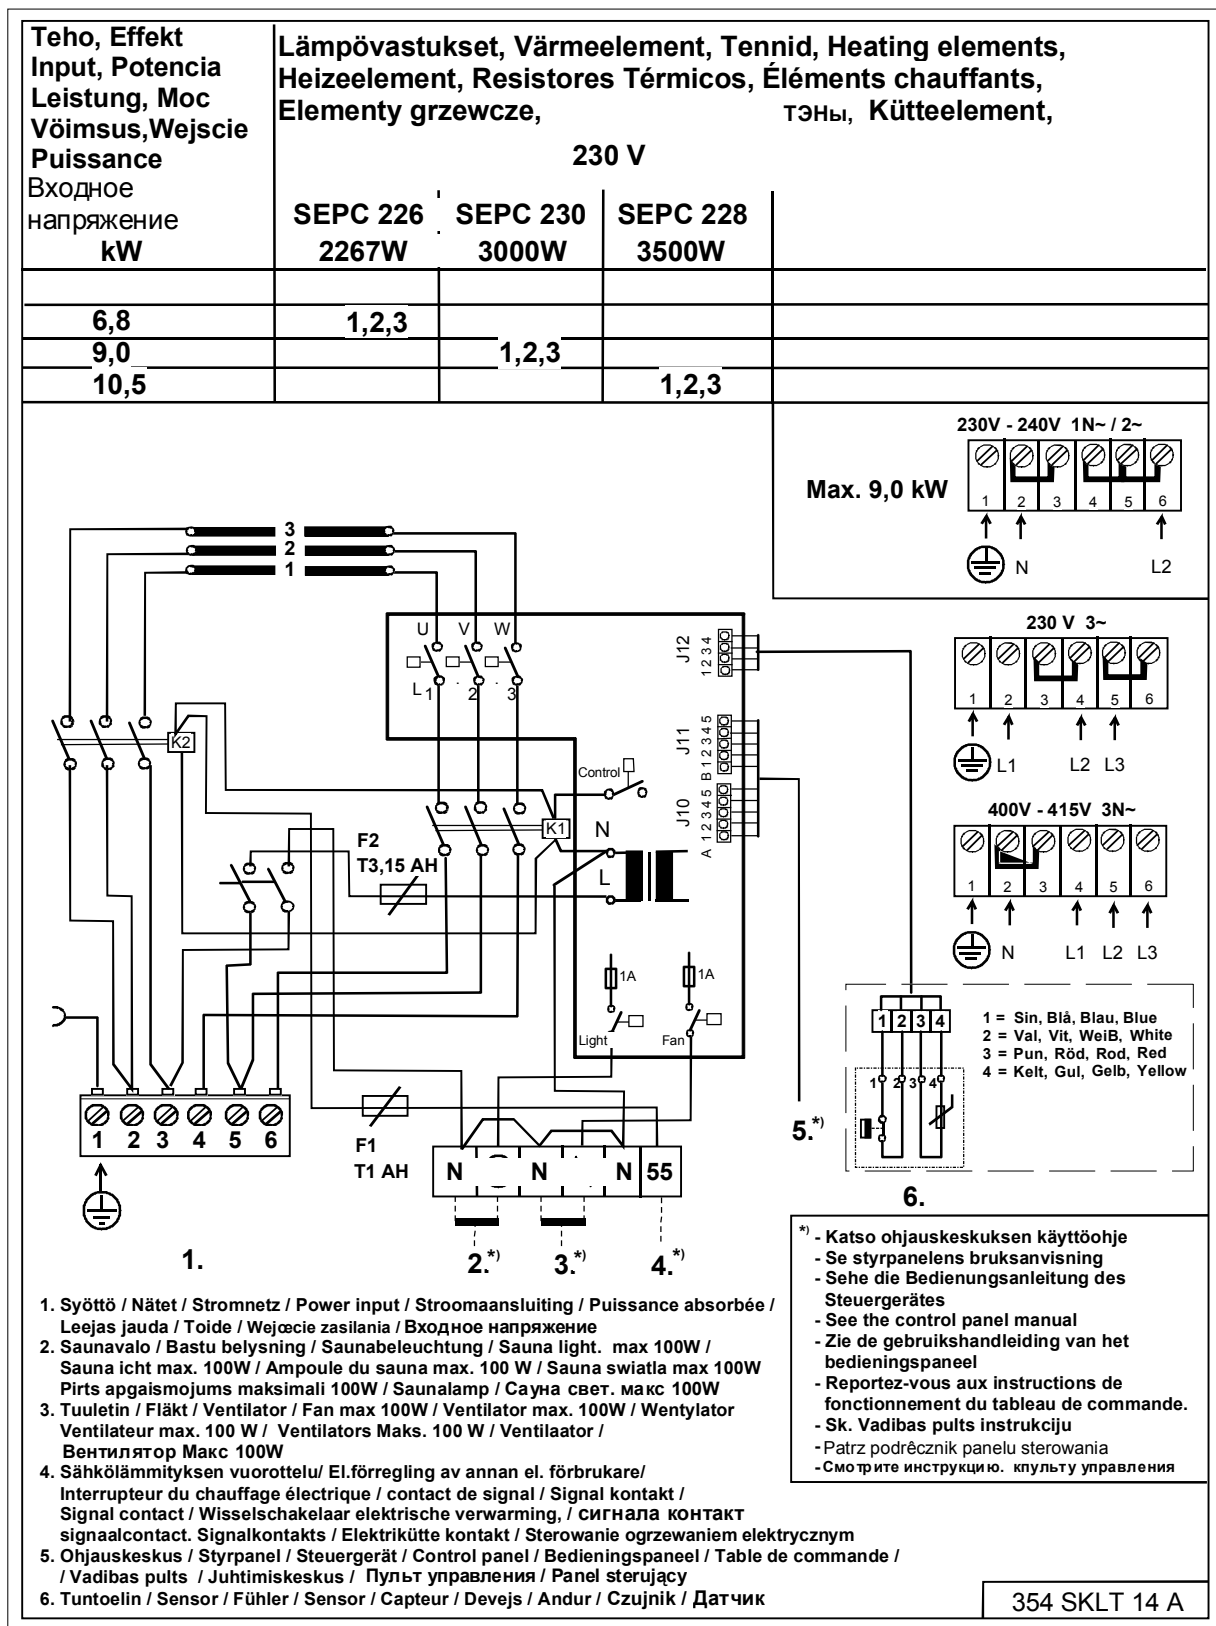 Teho, Effekt
Input, Potencia
Leistung, Moc
Vöimsus,Wejscie
Puissance
Входное
напряжение
kW
Lämpövastukset, Värmeelement, Tennid, Heating elements,
Heizeelement, Resistores Térmicos, Éléments chauffants,
Elementy grzewcze, тэны, Kütteelement,
230 V
SEPC 226 SEPC 230 SEPC 228
2267W 3000W 3500W
6,8 1,2,3
9,0 1,2,3
10,5 1,2,3
230V - 240V 1N~ / 2~
Max. 9,0 kW
1 2 3 4 5 6
N L2
230 V 3~
1 2 3 4 5 6
L1 L2 L3
400V - 415V 3N~
1 2 3 4 5 6
N L1 L2 L3
3
2
1
U V W
L1 2 3
J12
1 2 3 4
J11
B 1 2 3 4 5
J10
A 1 2 3 4 5
K2
Control
K1
N
L
F2
T3,15 AH
1A 1A
Light Fan
1 2 3 4 5 6
F1
T1 AH
N N N 55
1.
2.*)
3.*)
4.*)
5.*)
1 2 3 4
1 2 3 4
6.
1 = Sin, Blå, Blau, Blue
2 = Val, Vit, WeiB, White
3 = Pun, Röd, Rod, Red
4 = Kelt, Gul, Gelb, Yellow
*) - Katso ohjauskeskuksen käyttöohje
- Se styrpanelens bruksanvisning
- Sehe die Bedienungsanleitung des
Steuergerätes
- See the control panel manual
- Zie de gebruikshandleiding van het
bedieningspaneel
- Reportez-vous aux instructions de
fonctionnement du tableau de commande.
- Sk. Vadibas pults instrukciju
- Patrz podrêcznik panelu sterowania
- Смотрите инструкцию. кпульту управления
1. Syöttö / Nätet / Stromnetz / Power input / Stroomaansluiting / Puissance absorbée /
Leejas jauda / Toide / Wejœcie zasilania / Входное напряжение
2. Saunavalo / Bastu belysning / Saunabeleuchtung / Sauna light. max 100W /
Sauna icht max. 100W / Ampoule du sauna max. 100 W / Sauna swiatla max 100W
Pirts apgaismojums maksimali 100W / Saunalamp / Сауна свет. макс 100W
3. Tuuletin / Fläkt / Ventilator / Fan max 100W / Ventilator max. 100W / Wentylator
Ventilateur max. 100 W / Ventilators Maks. 100 W / Ventilaator /
Вентилятор Макс 100W
4. Sähkölämmityksen vuorottelu/ El.förregling av annan el. förbrukare/
Interrupteur du chauffage électrique / contact de signal / Signal kontakt /
Signal contact / Wisselschakelaar elektrische verwarming, / сигнала контакт
signaalcontact. Signalkontakts / Elektrikütte kontakt / Sterowanie ogrzewaniem elektrycznym
5. Ohjauskeskus / Styrpanel / Steuergerät / Control panel / Bedieningspaneel / Table de commande /
/ Vadibas pults / Juhtimiskeskus / Пульт управления / Panel sterujący
6. Tuntoelin / Sensor / Fühler / Sensor / Capteur / Devejs / Andur / Czujnik / Датчик
354 SKLT 14 A